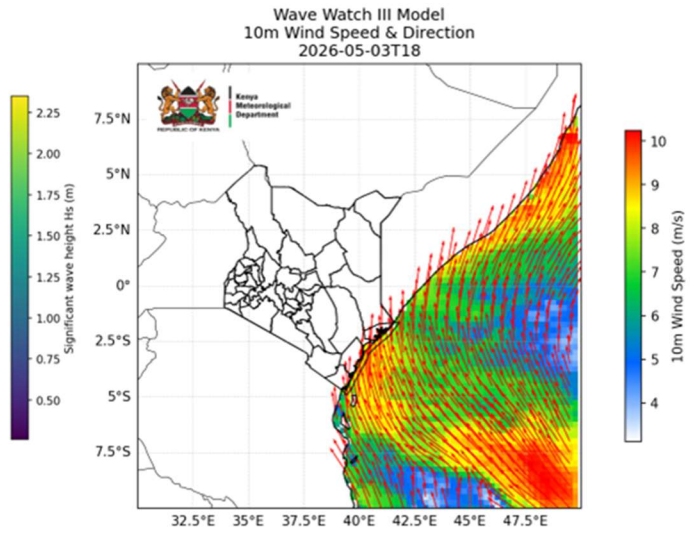 Wave Watch III Model
10m Wind Speed & Direction
2026-05-03T18
Kenya
Meteorological
Department
REPUBLIC OF KENYA
2.25
2.00
1.75
1.50
1.25
1.00
0.75
0.50
Significant wave height Hs (m)
7.5°N
5°N
2.5°N
0°
2.5°S
5°S
7.5°S
32.5°E
35°E
37.5°E
40°E
42.5°E
45°E
47.5°E
10
9
8
7
6
5
4
10m Wind Speed (m/s)